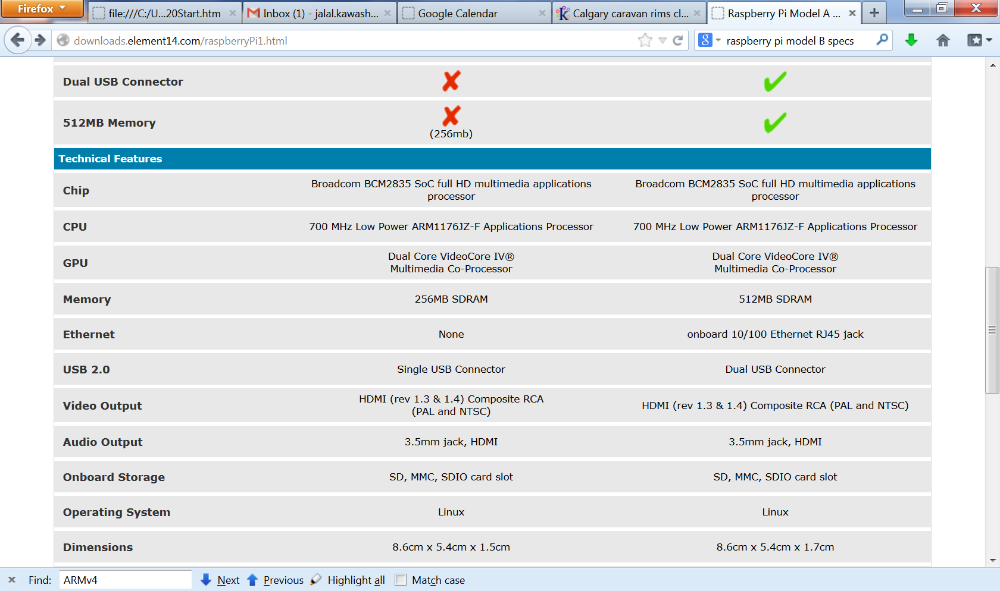 Firefox
file:///C:/U...20Start.htm
Inbox (1) - jalal.kawash...
Google Calendar
Calgary caravan rims cl...
Raspberry Pi Model A ...
downloads.element14.com/raspberryPi1.html
raspberry pi model B specs
Dual USB Connector
512MB Memory
(256mb)
Technical Features
Chip
Broadcom BCM2835 SoC full HD multimedia applications
processor
Broadcom BCM2835 SoC full HD multimedia applications
processor
CPU
700 MHz Low Power ARM1176JZ-F Applications Processor
700 MHz Low Power ARM1176JZ-F Applications Processor
GPU
Dual Core VideoCore IV®
Multimedia Co-Processor
Dual Core VideoCore IV®
Multimedia Co-Processor
Memory
256MB SDRAM
512MB SDRAM
Ethernet
None
onboard 10/100 Ethernet RJ45 jack
USB 2.0
Single USB Connector
Dual USB Connector
Video Output
HDMI (rev 1.3 & 1.4) Composite RCA
(PAL and NTSC)
HDMI (rev 1.3 & 1.4) Composite RCA (PAL and NTSC)
Audio Output
3.5mm jack, HDMI
3.5mm jack, HDMI
Onboard Storage
SD, MMC, SDIO card slot
SD, MMC, SDIO card slot
Operating System
Linux
Linux
Dimensions
8.6cm x 5.4cm x 1.5cm
8.6cm x 5.4cm x 1.7cm
Find:
ARMv4
Next
Previous
Highlight all
Match case